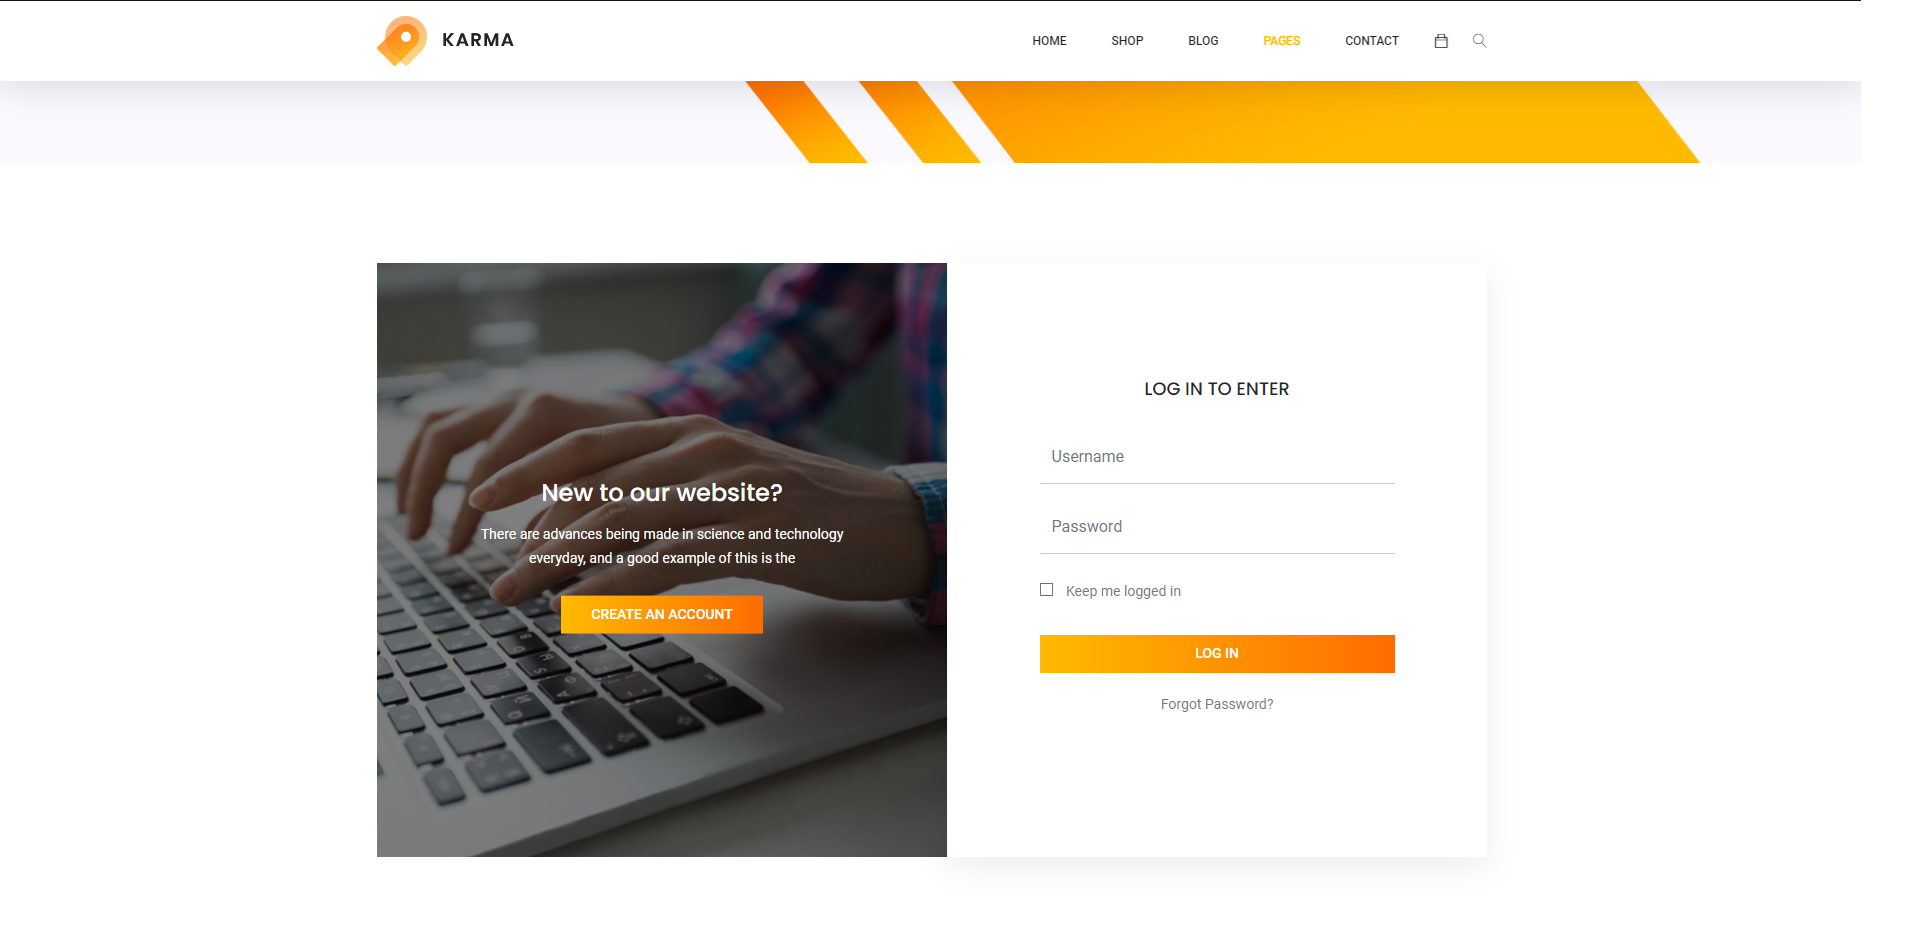 KARMA
HOME SHOP BLOG PAGES CONTACT
New to our website?
There are advances being made in science and technology
everyday, and a good example of this is the
CREATE AN ACCOUNT
LOG IN TO ENTER
Username
Password
Keep me logged in
LOG IN
Forgot Password?